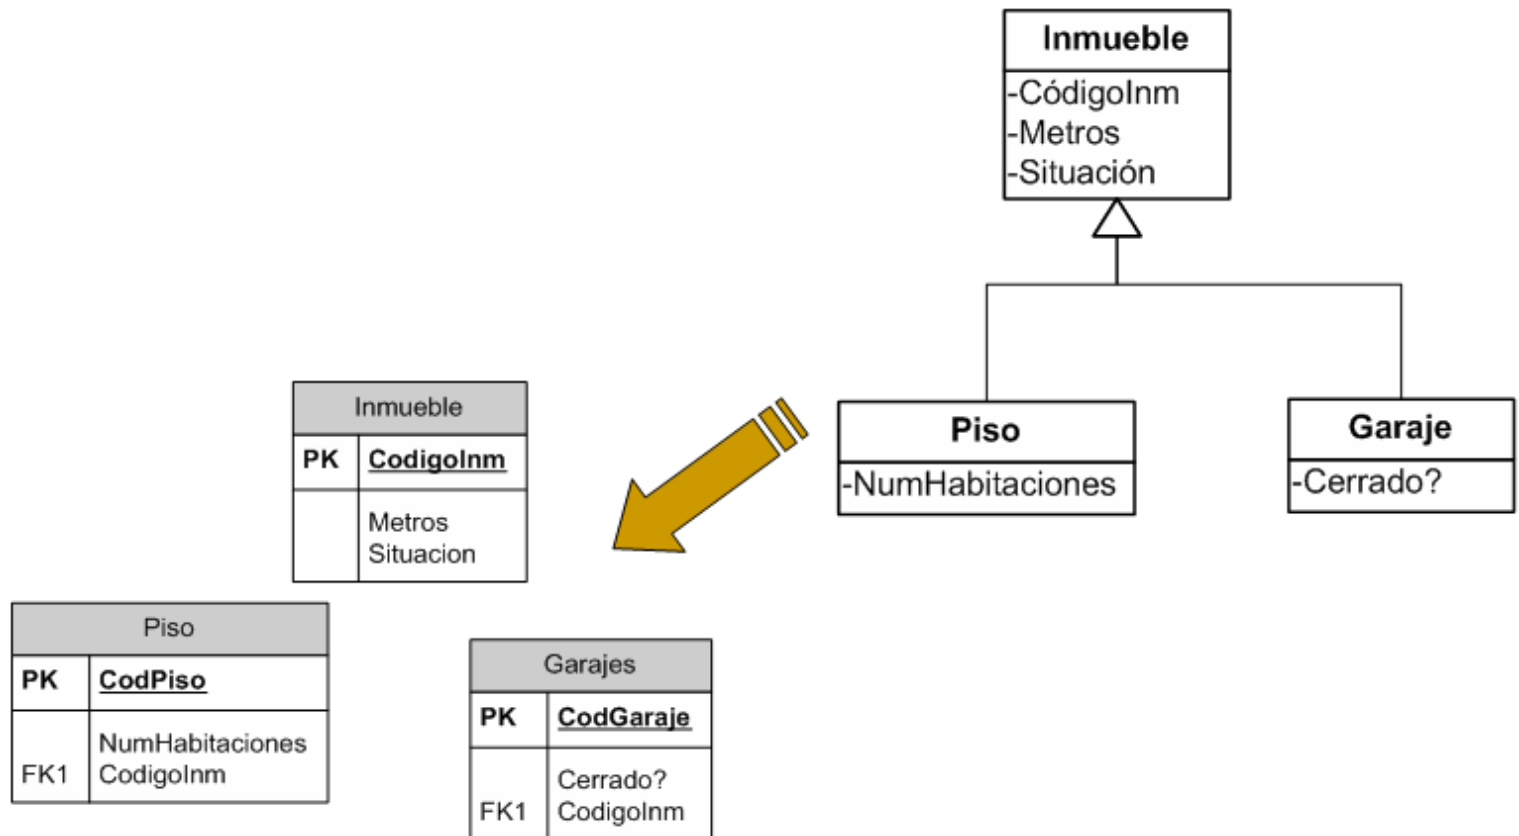 Inmueble
-CódigoInm
-Metros
-Situación
Piso
-NumHabitaciones
Garaje
-Cerrado?
Inmueble
PK CodigoInm
Metros
Situacion
Piso
PK CodPiso
NumHabitaciones
FK1 CodigoInm
Garajes
PK CodGaraje
Cerrado?
FK1 CodigoInm